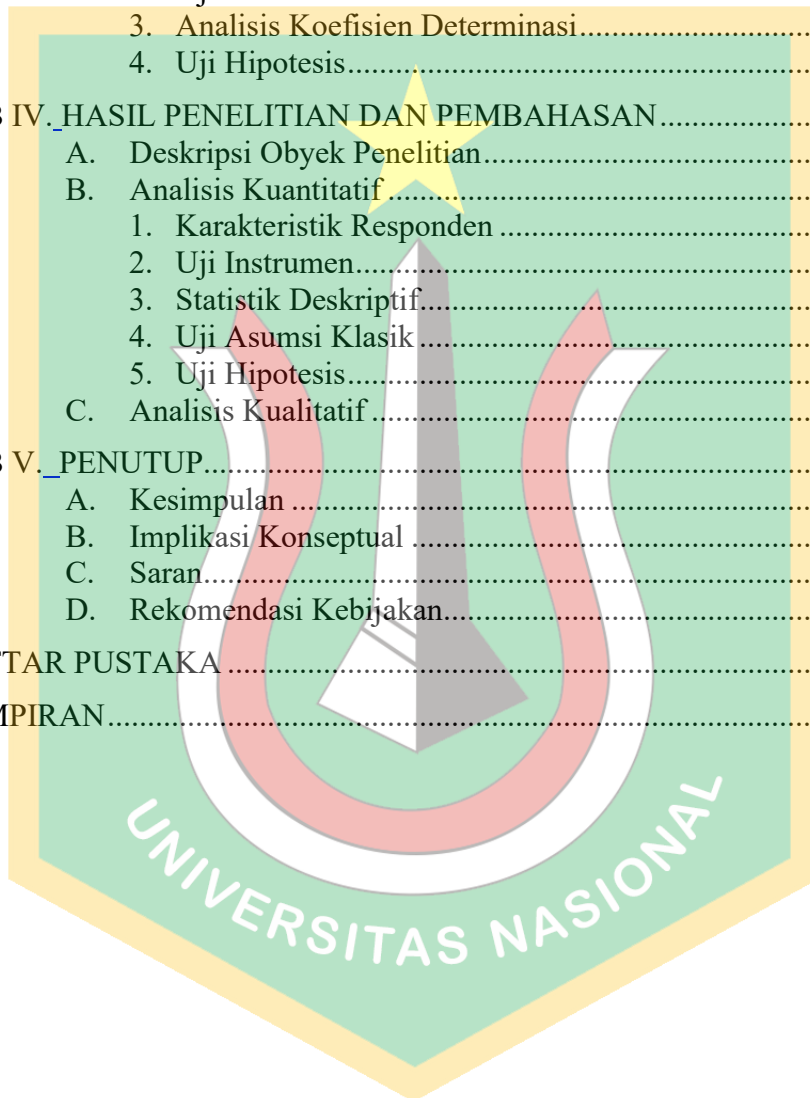 3. Analisis Koefisien Determinasi
4. Uji Hipotesis
IV. HASIL PENELITIAN DAN PEMBAHASAN
A. Deskripsi Obyek Penelitian
B. Analisis Kuantitatif
1. Karakteristik Responden
2. Uji Instrumen
3. Statistik Deskriptif
4. Uji Asumsi Klasik
5. Uji Hipotesis
C. Analisis Kualitatif
V. PENUTUP
A. Kesimpulan
B. Implikasi Konseptual
C. Saran
D. Rekomendasi Kebijakan
TAR PUSTAKA
MPIRAN
UNIVERSITAS NASIONAL